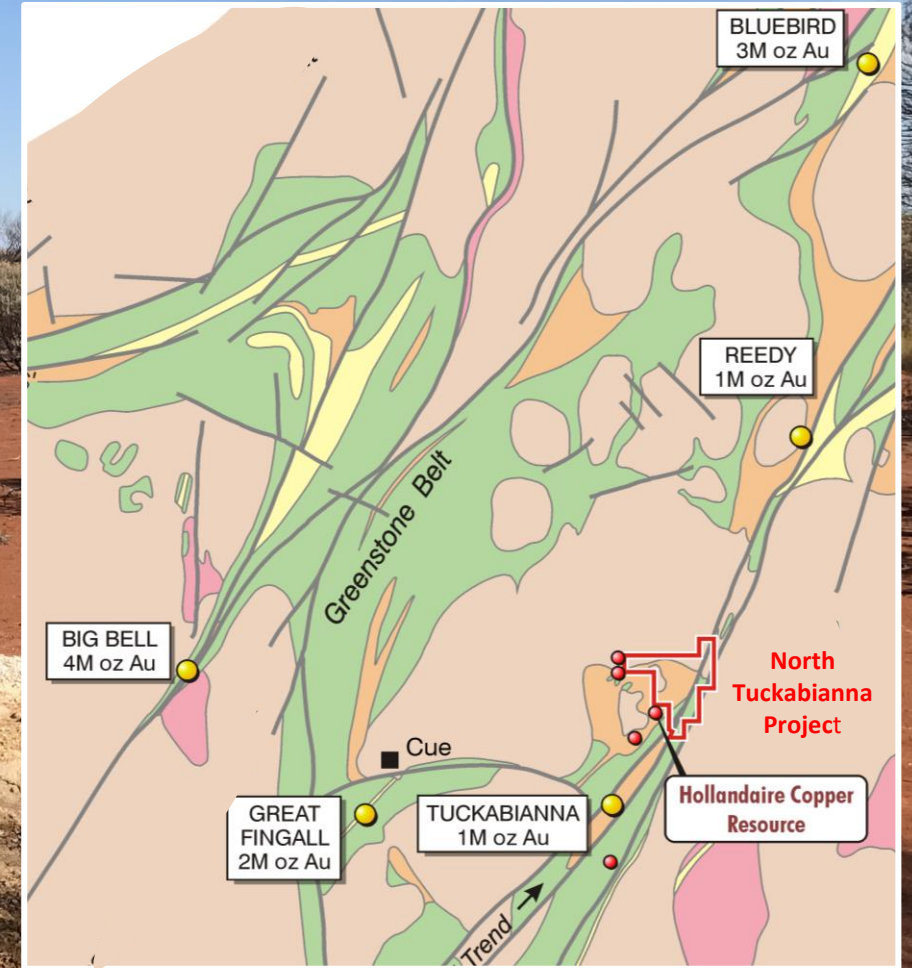 BLUEBIRD
3M oz Au
REEDY
1M oz Au
Greenstone Belt
BIG BELL
4M oz Au
North
Tuckabianna
Project
Cue
Hollandaire Copper
Resource
GREAT
FINGALL
2M oz Au
TUCKABIANNA
1M oz Au
Trend